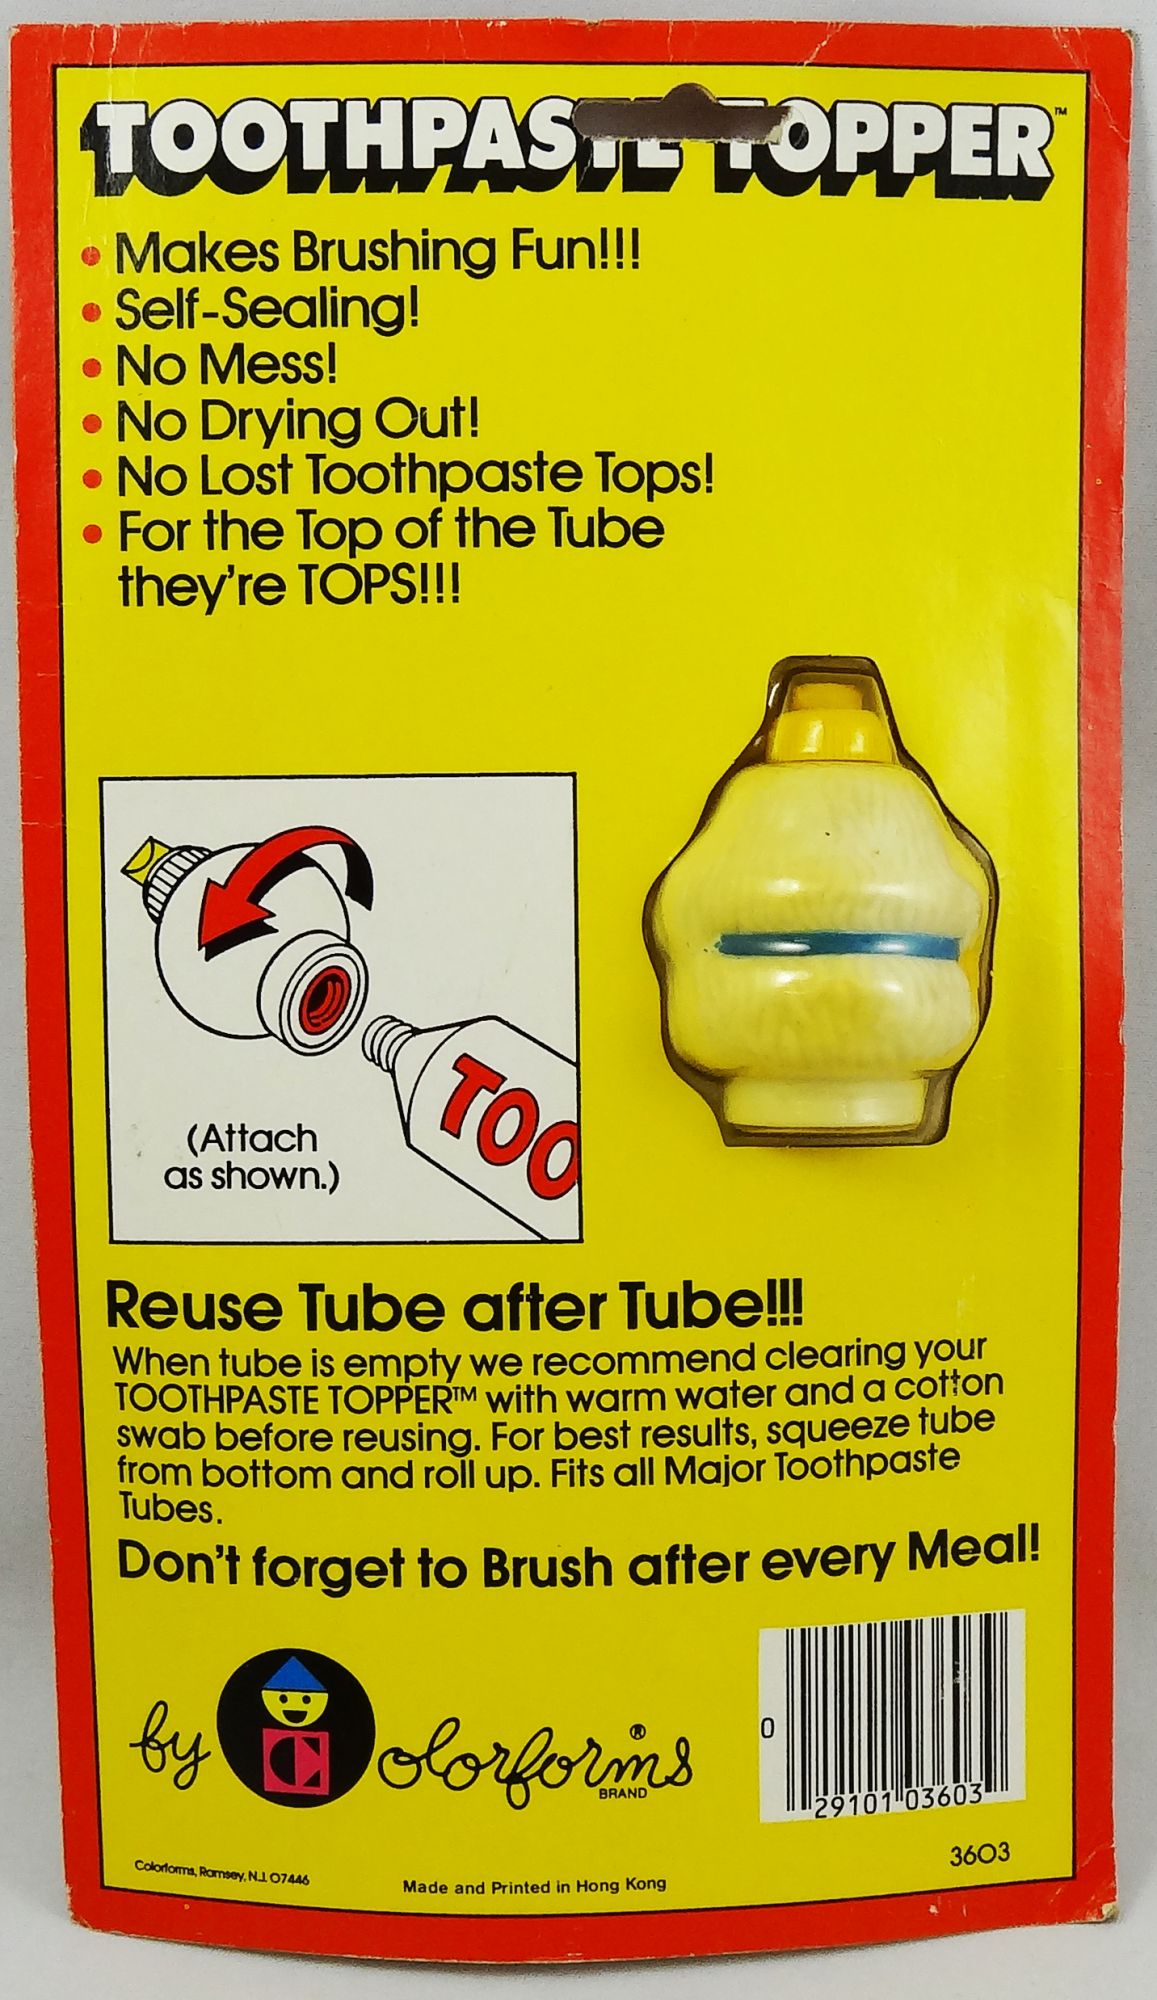 TOOTHPASTE TOPPER™
• Makes Brushing Fun!!!
• Self-Sealing!
• No Mess!
• No Drying Out!
• No Lost Toothpaste Tops!
• For the Top of the Tube
they're TOPS!!!
TOO
(Attach
as shown.)
Reuse Tube after Tube!!!
When tube is empty we recommend clearing your
TOOTHPASTE TOPPER™ with warm water and a cotton
swab before reusing. For best results, squeeze tube
from bottom and roll up. Fits all Major Toothpaste
Tubes.
Don't forget to Brush after every Meal!
by Colorforms®
BRAND
0 29101 03603
3603
Colorforms, Ramsey, N.J. 07446
Made and Printed in Hong Kong